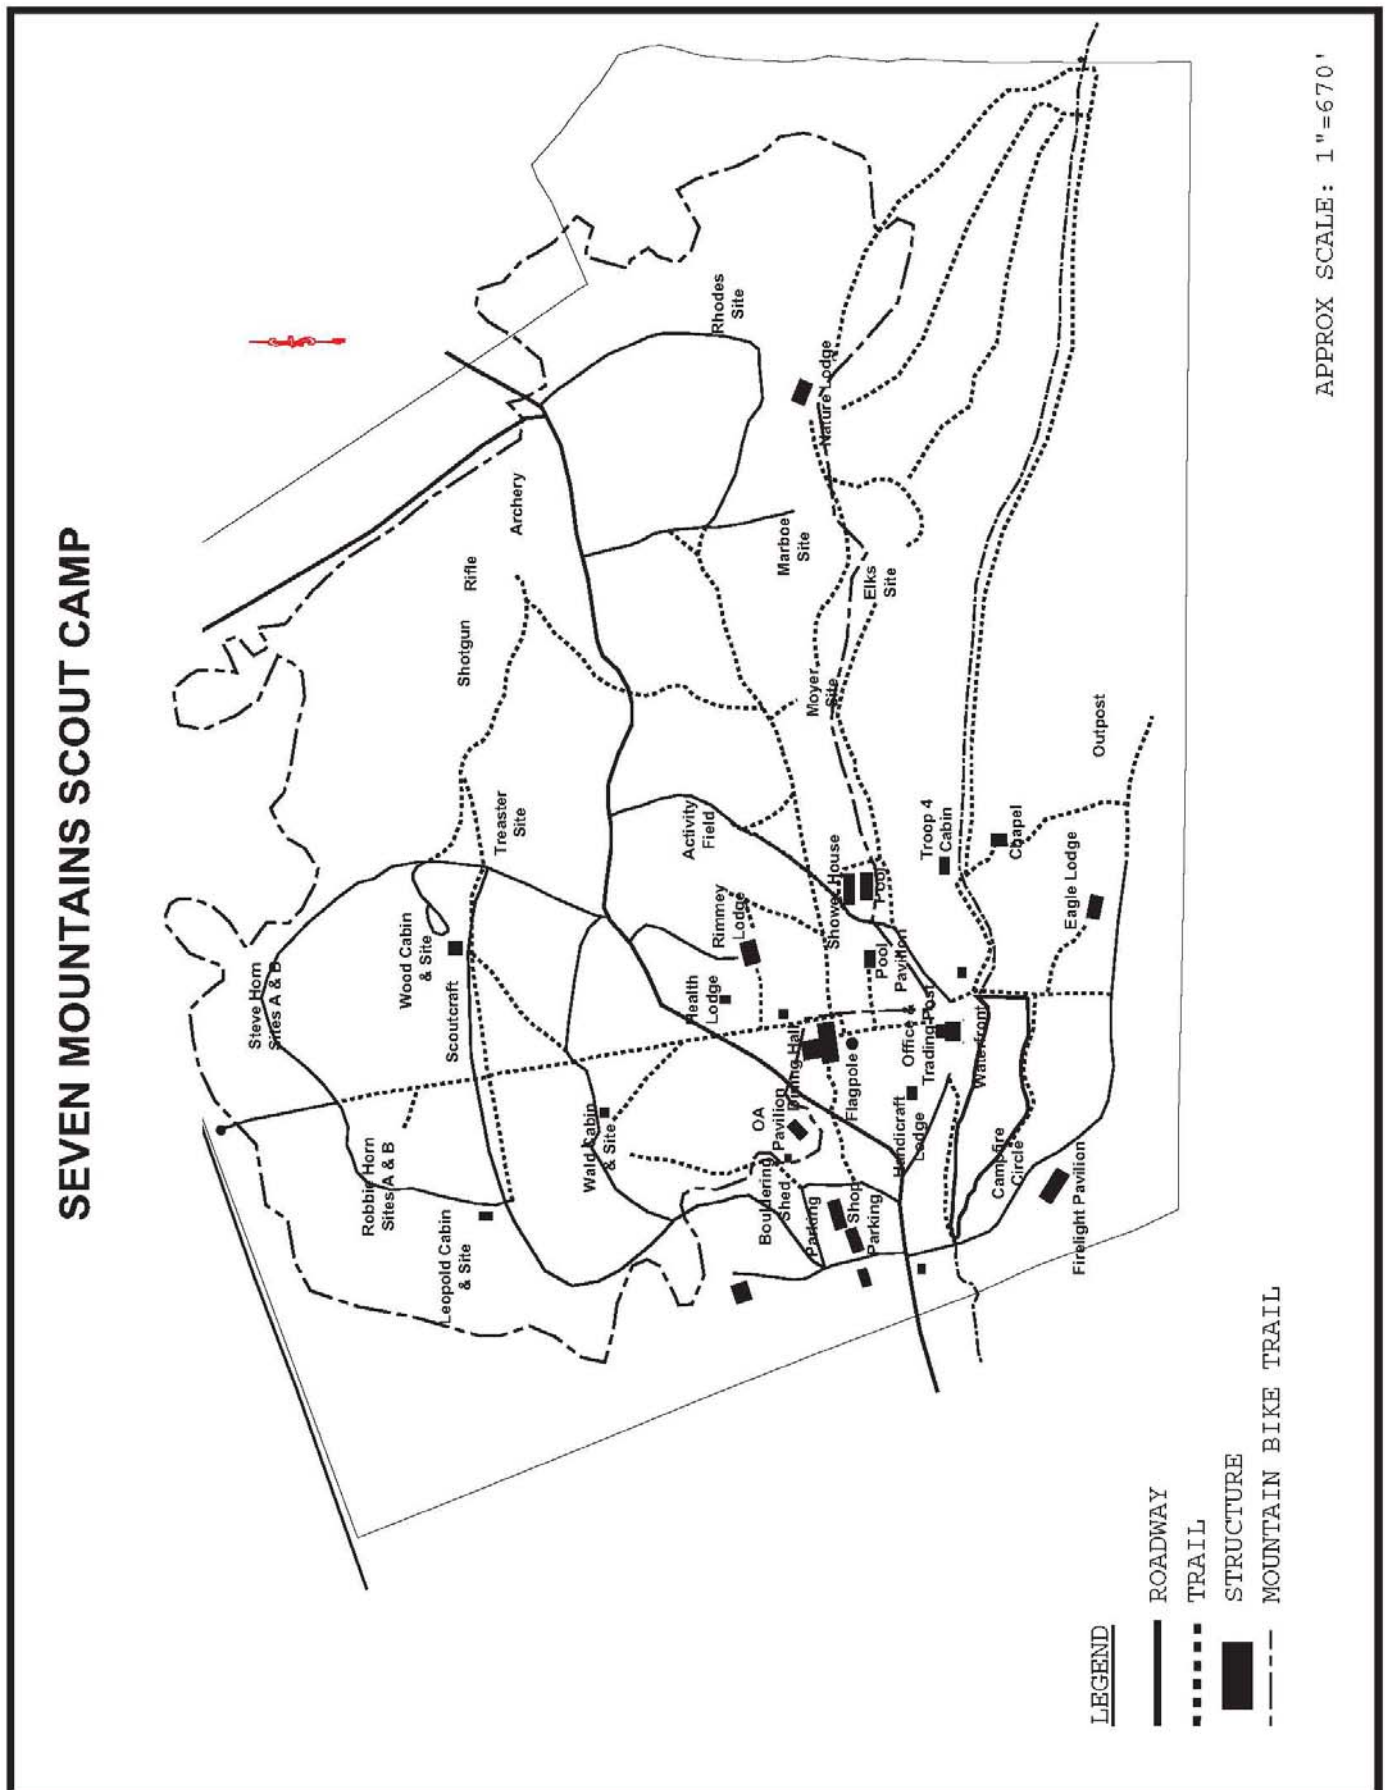 SEVEN MOUNTAINS SCOUT CAMP
Steve Horn
Sites A & B
Robbie Horn
Sites A & B
Leopold Cabin
& Site
Wood Cabin
& Site
Scoutcraft
Treaster
Site
Shotgun
Rifle
Archery
Wald Cabin
& Site
Health
Lodge
Rimmey
Lodge
Activity
Field
Rhodes
Site
Marboe
Site
Nature Lodge
Moyer
Site
Elks
Site
Bouldering
Shed
OA
Pavilion
Dining Hall
Shower House
Pool
Pool
Pavilion
Parking
Shop
Parking
Flagpole
Handicraft
Lodge
Office &
Trading Post
Troop 4
Cabin
Waterfront
Chapel
Campfire
Circle
Eagle Lodge
Outpost
Firelight Pavilion
LEGEND
ROADWAY
TRAIL
STRUCTURE
MOUNTAIN BIKE TRAIL
APPROX SCALE: 1"=670'